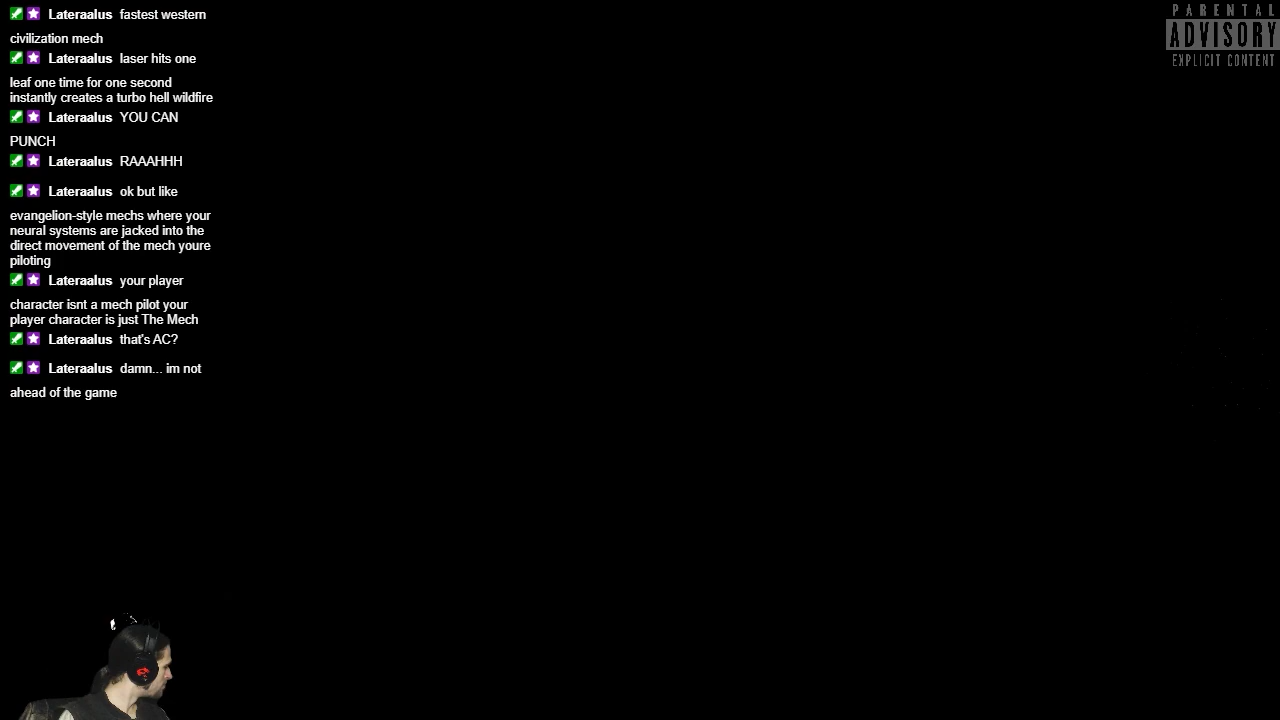 Lateraalus fastest western
civilization mech
Lateraalus laser hits one
leaf one time for one second
instantly creates a turbo hell wildfire
Lateraalus YOU CAN
PUNCH
Lateraalus RAAAHHH
Lateraalus ok but like
evangelion-style mechs where your
neural systems are jacked into the
direct movement of the mech youre
piloting
Lateraalus your player
character isnt a mech pilot your
player character is just The Mech
Lateraalus that's AC?
Lateraalus damn... im not
ahead of the game
PARENTAL
ADVISORY
EXPLICIT CONTENT